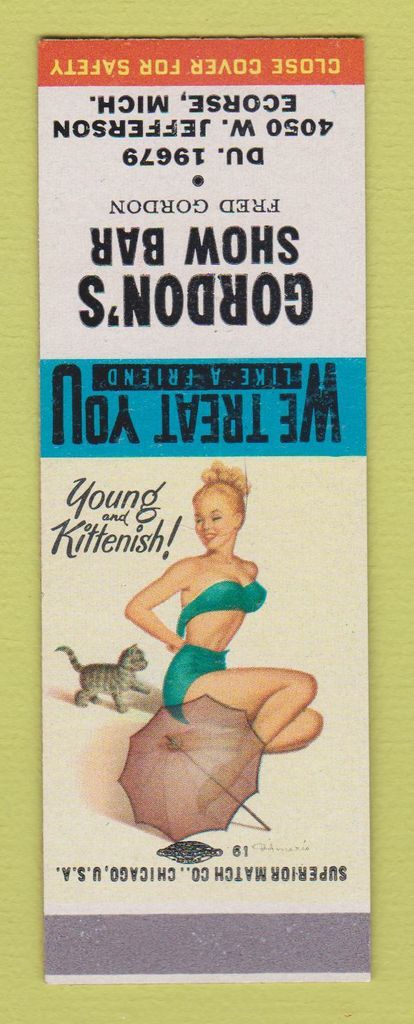 CLOSE COVER FOR SAFETY
4050 W. JEFFERSON
ECORSE, MICH.
DU. 19679
•
FRED GORDON
GORDON'S
SHOW BAR
WE TREAT YOU
LIKE A FRIEND
Young
and
Kittenish!
19
SUPERIOR MATCH CO., CHICAGO, U.S.A.